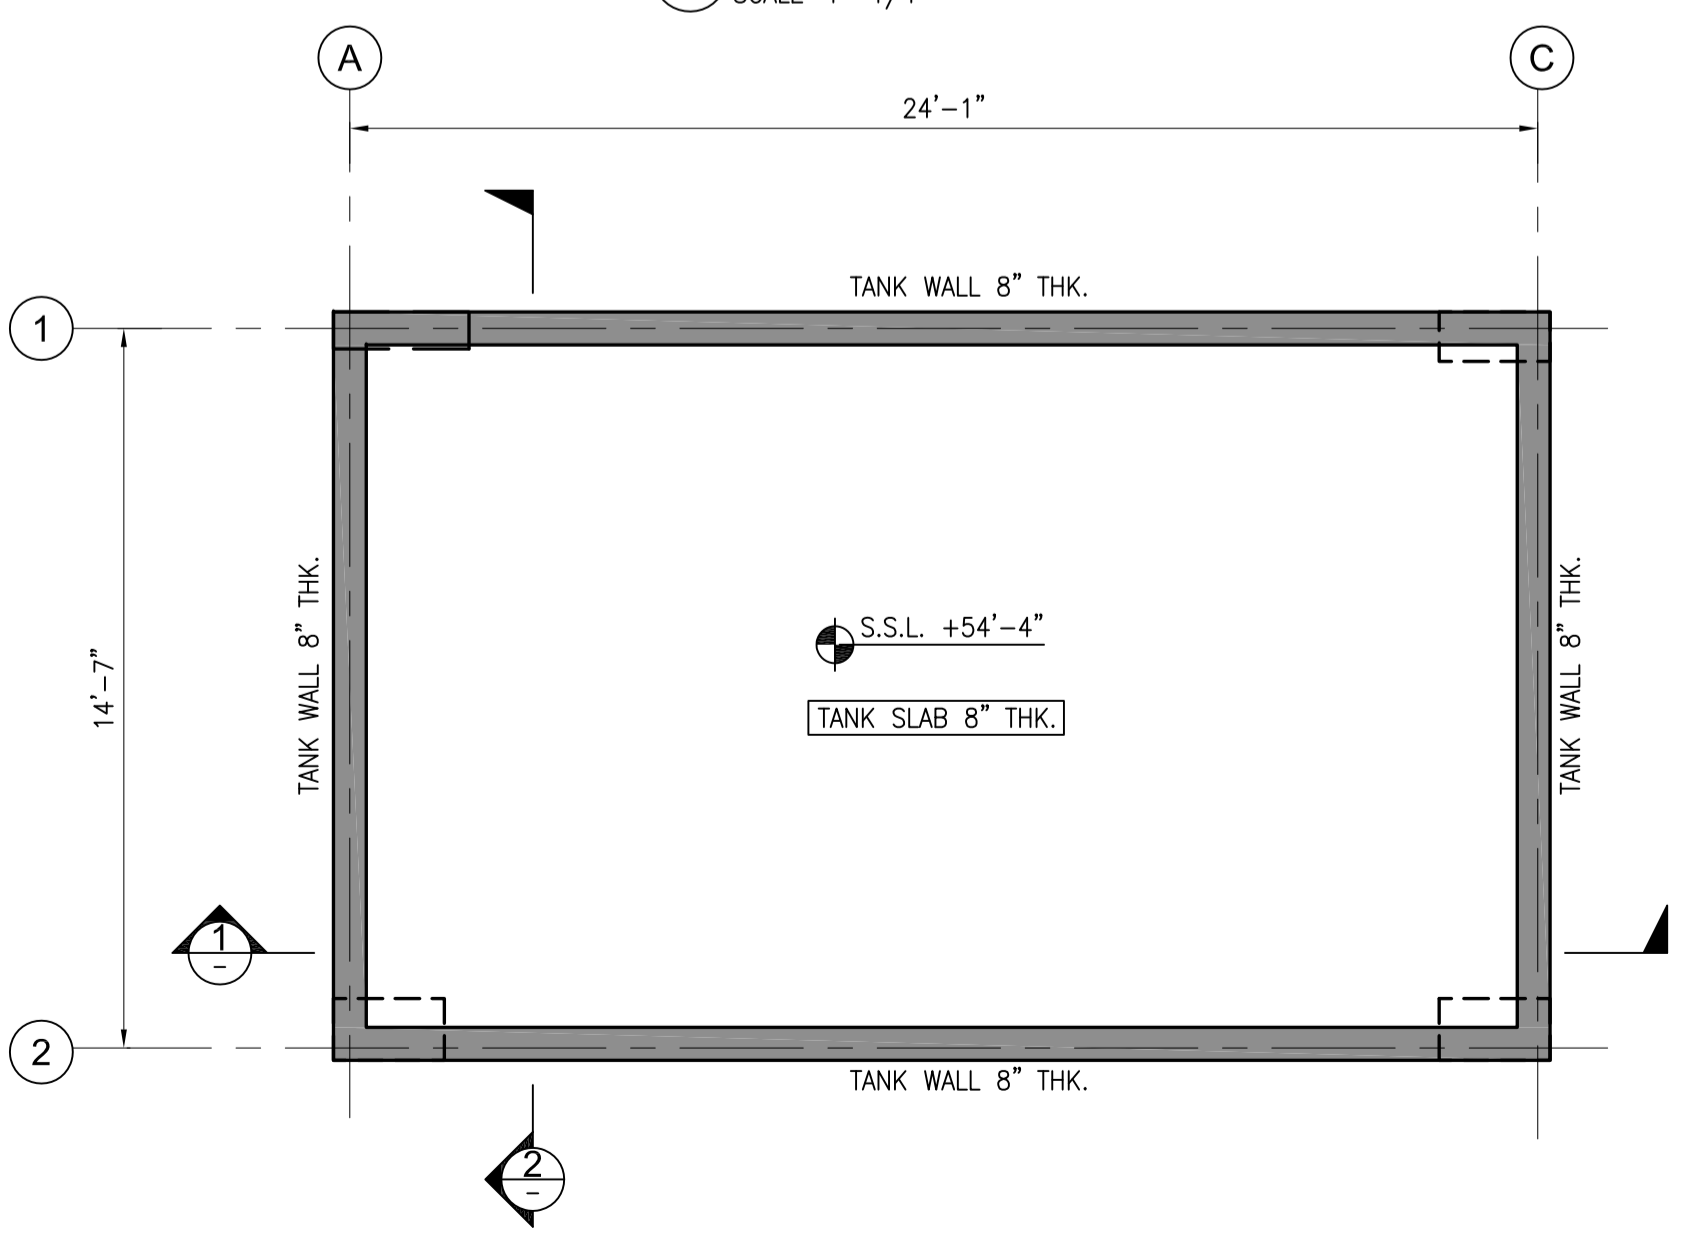 A
C
24'-1"
TANK WALL 8" THK.
1
14'-7"
TANK WALL 8" THK.
S.S.L. +54'-4"
TANK SLAB 8" THK.
TANK WALL 8" THK.
1
-
2
TANK WALL 8" THK.
2
-